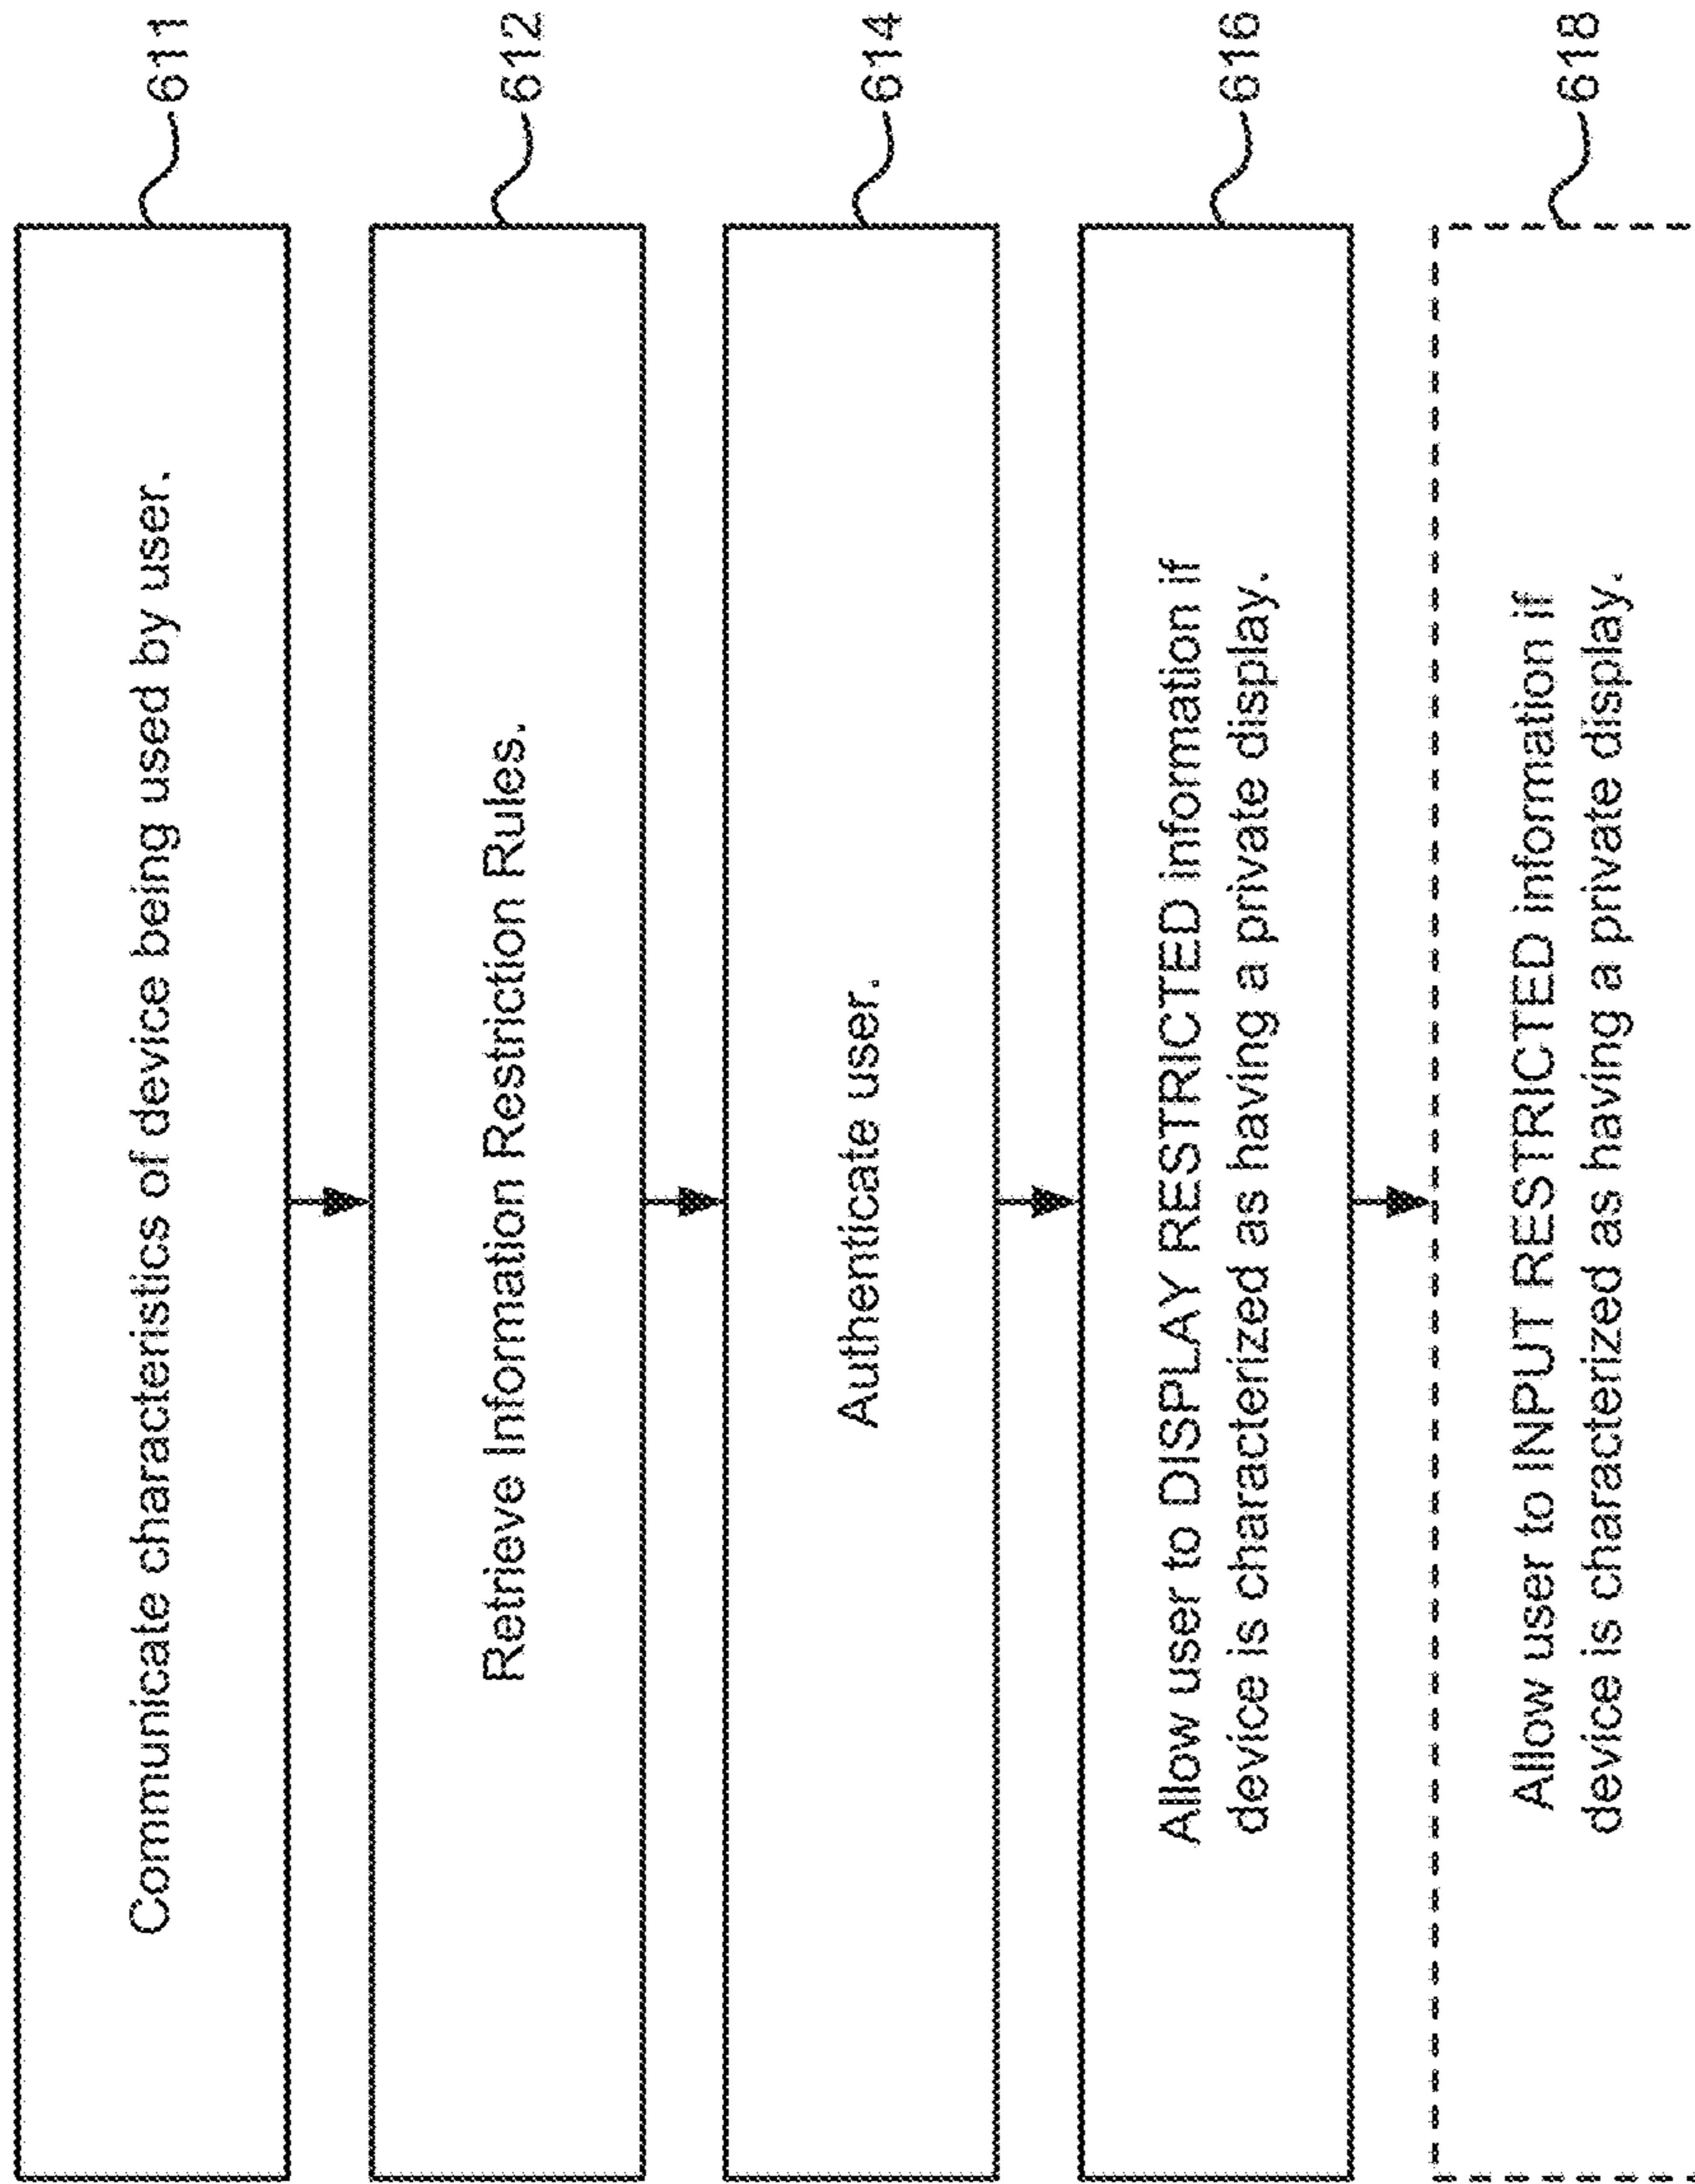 Communicate characteristics of device being used by user.
611
Retrieve Information Restriction Rules.
612
Authenticate user.
614
Allow user to DISPLAY RESTRICTED information if
device is characterized as having a private display.
616
Allow user to INPUT RESTRICTED information if
device is characterized as having a private display.
618